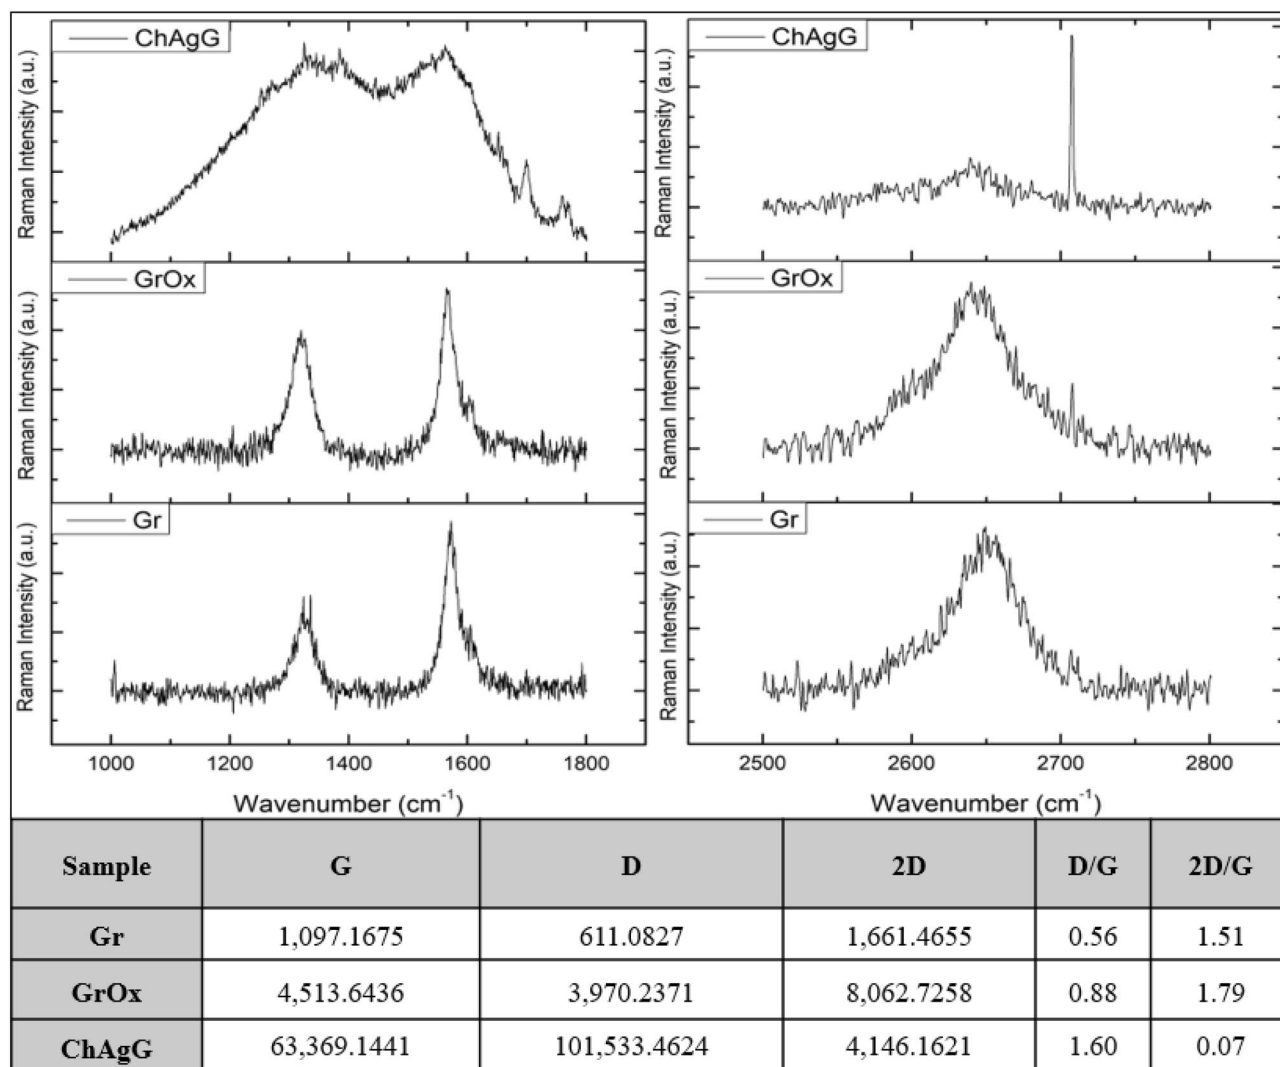 ChAgG
Raman Intensity (a.u.)
GrOx
Raman Intensity (a.u.)
Gr
Raman Intensity (a.u.)
1000 1200 1400 1600 1800
Wavenumber (cm⁻¹)
ChAgG
Raman Intensity (a.u.)
GrOx
Raman Intensity (a.u.)
Gr
Raman Intensity (a.u.)
2500 2600 2700 2800
Wavenumber (cm⁻¹)
Sample G D 2D D/G 2D/G
Gr 1,097.1675 611.0827 1,661.4655 0.56 1.51
GrOx 4,513.6436 3,970.2371 8,062.7258 0.88 1.79
ChAgG 63,369.1441 101,533.4624 4,146.1621 1.60 0.07